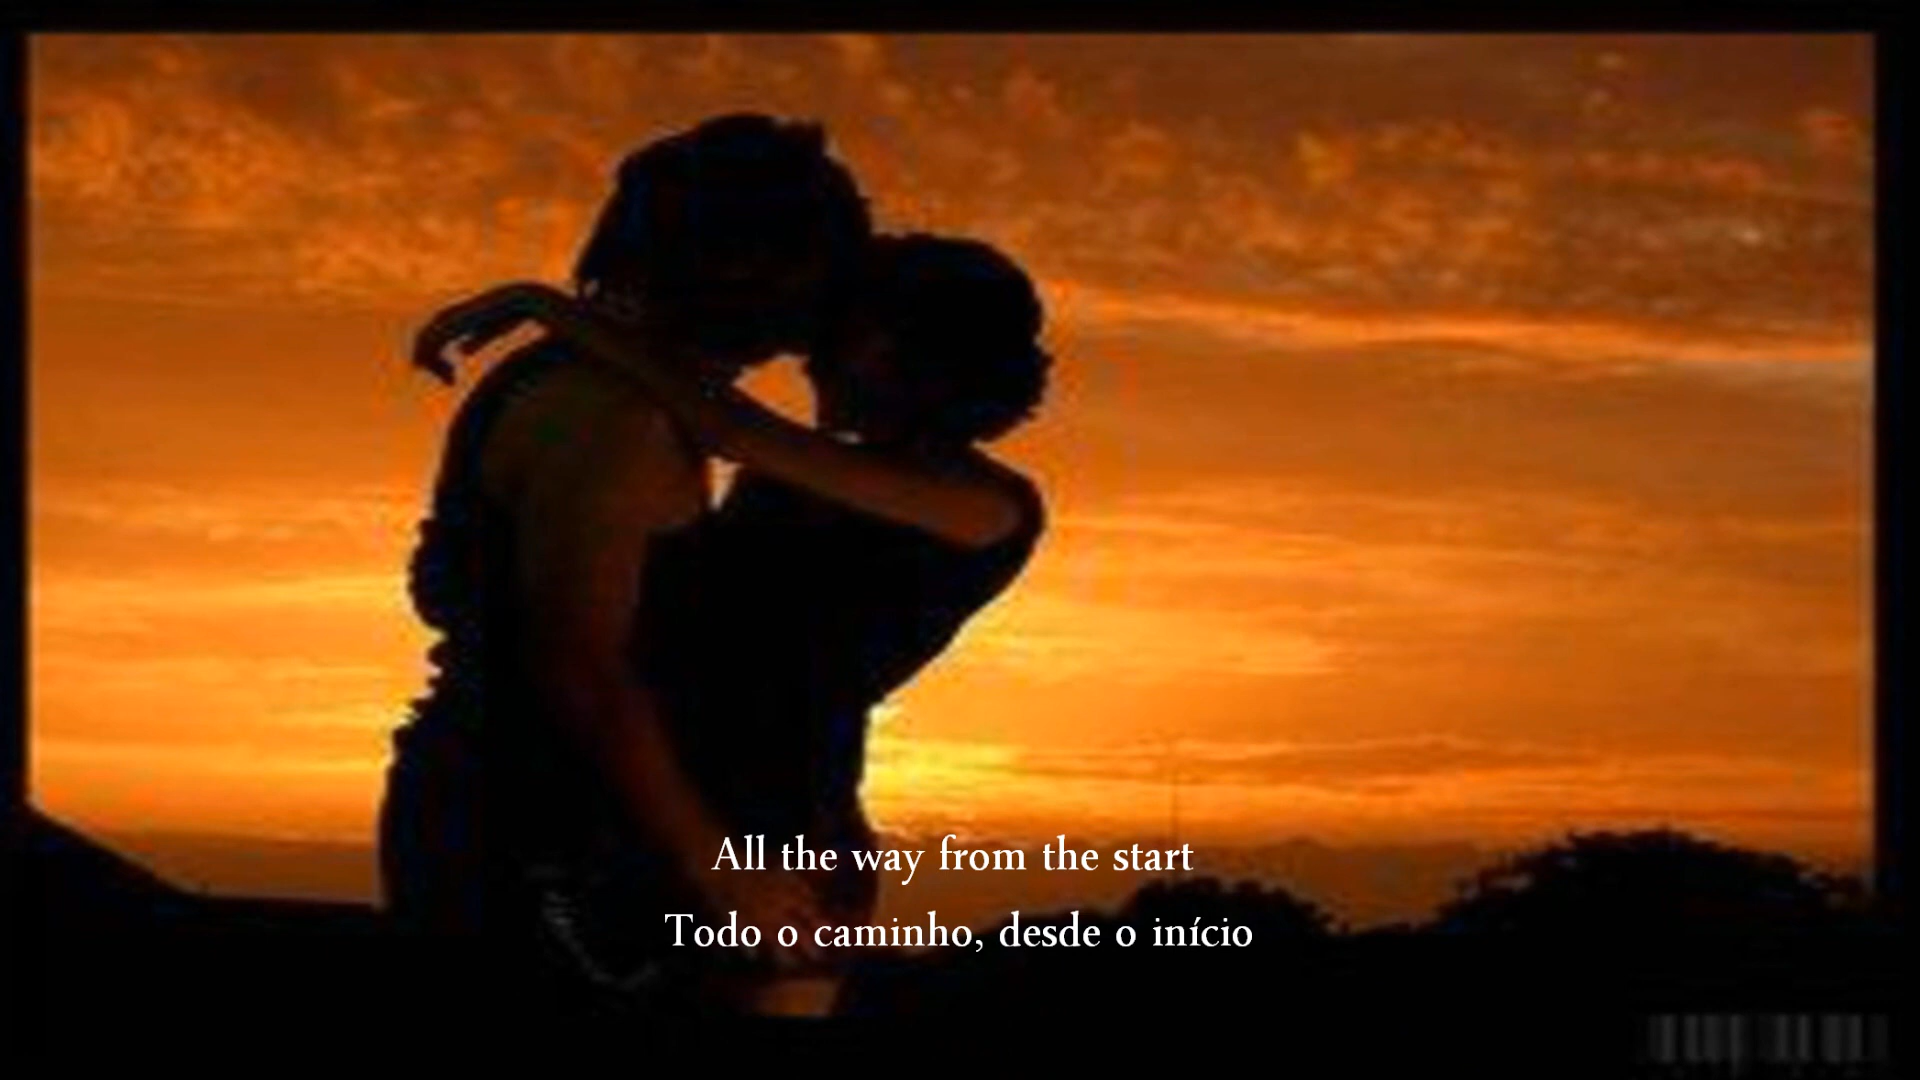 All the way from the start
Todo o caminho, desde o início